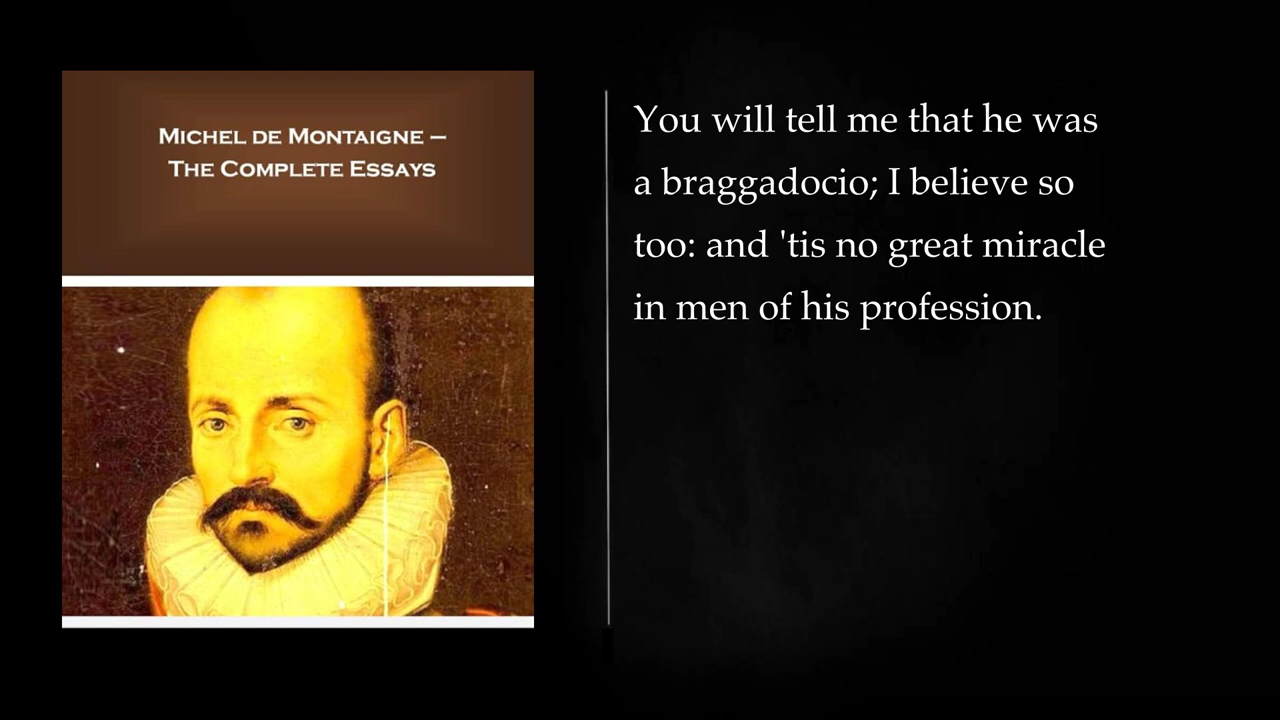 MICHEL DE MONTAIGNE –
THE COMPLETE ESSAYS
You will tell me that he was
a braggadocio; I believe so
too: and 'tis no great miracle
in men of his profession.